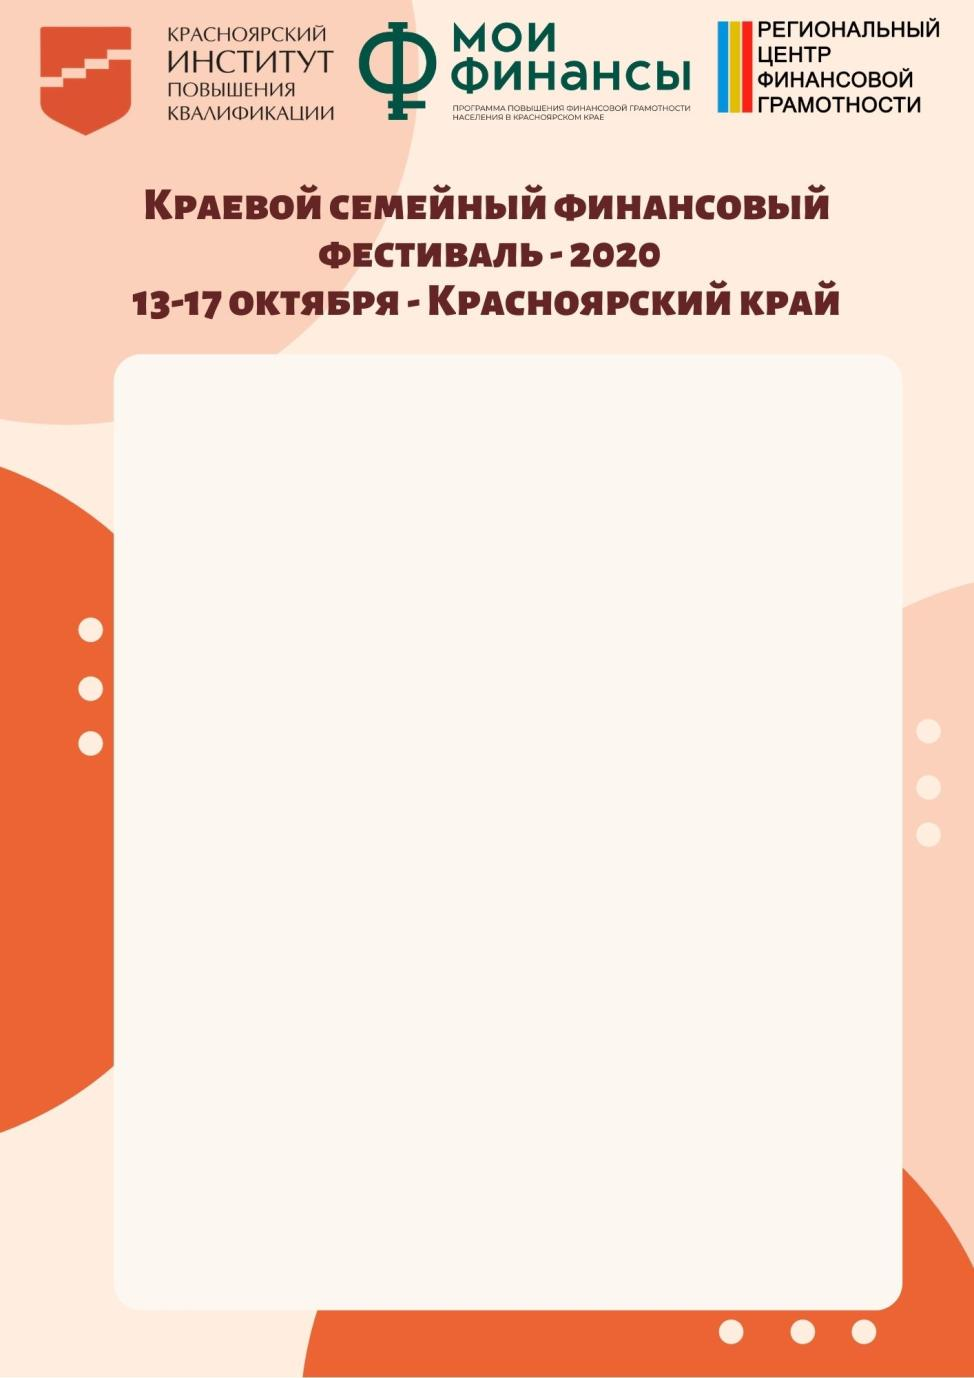 КРАСНОЯРСКИЙ
ИНСТИТУТ
ПОВЫШЕНИЯ
КВАЛИФИКАЦИИ
МОИ
ФИНАНСЫ
ПРОГРАММА ПОВЫШЕНИЯ ФИНАНСОВОЙ ГРАМОТНОСТИ
НАСЕЛЕНИЯ В КРАСНОЯРСКОМ КРАЕ
РЕГИОНАЛЬНЫЙ
ЦЕНТР
ФИНАНСОВОЙ
ГРАМОТНОСТИ
Краевой семейный финансовый
фестиваль - 2020
13-17 октября - Красноярский край